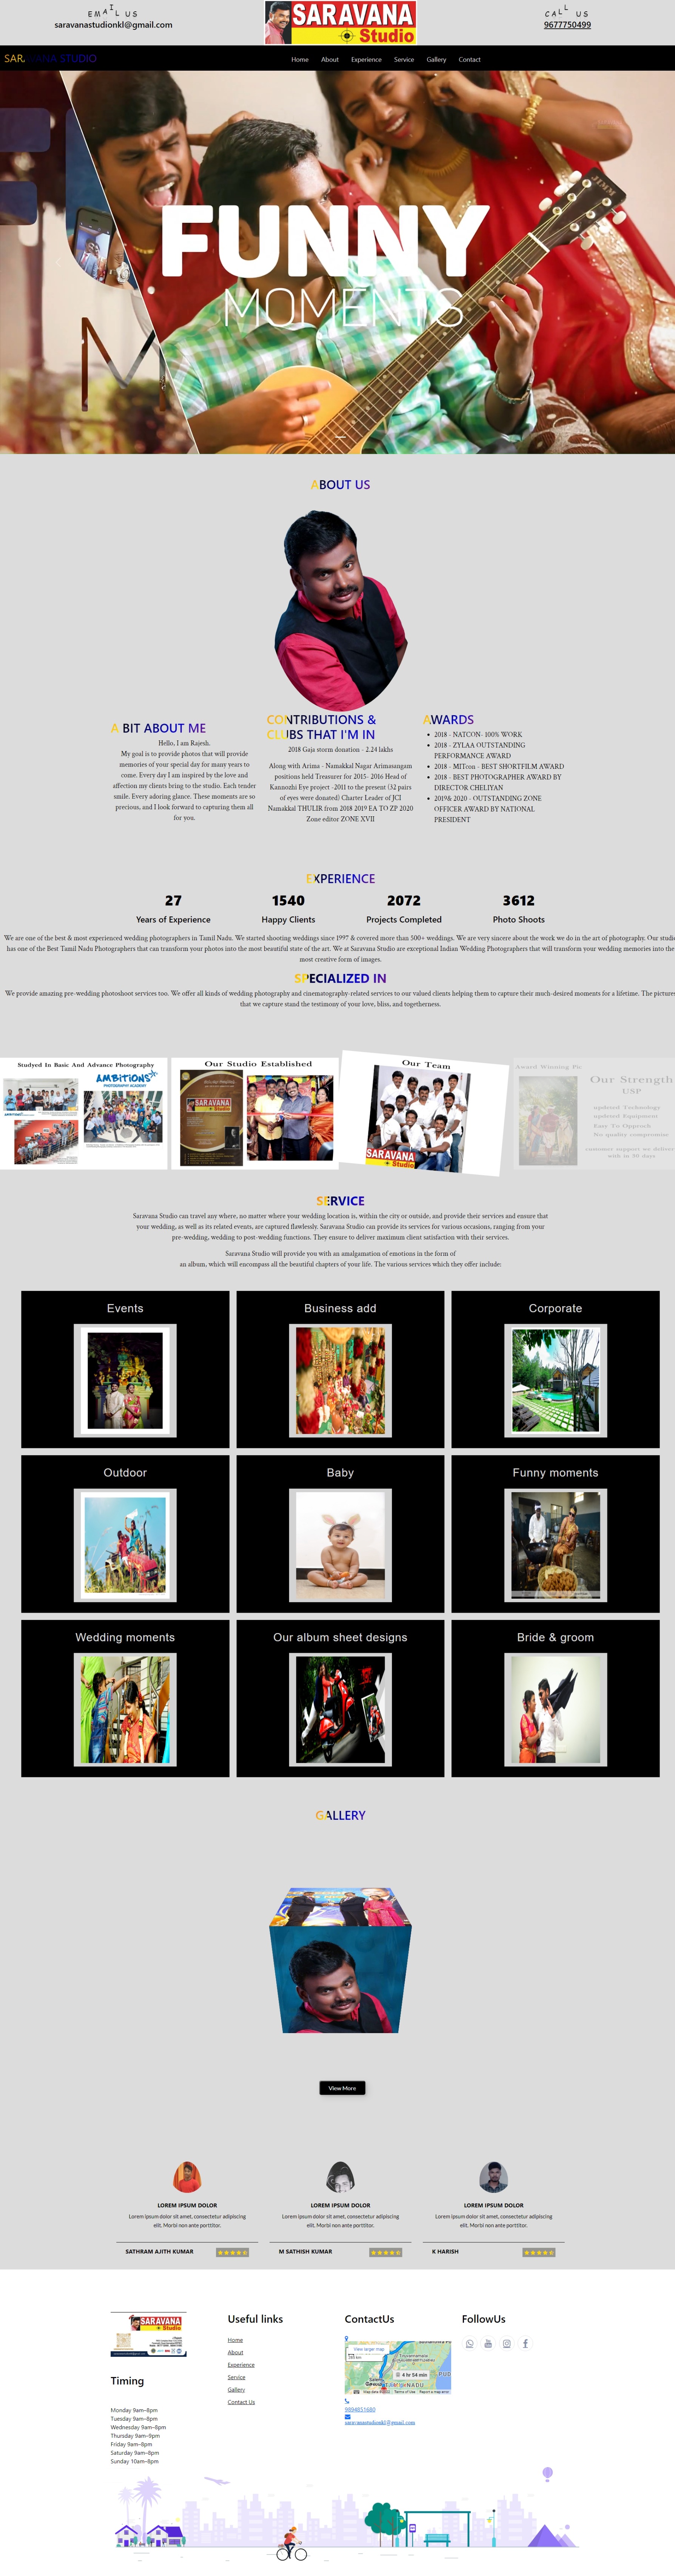 EMAIL US
saravanastudionkl@gmail.com
SARAVANA
Studio
CALL US
9677750499
SARAVANA STUDIO
Home
About
Experience
Service
Gallery
Contact
FUNNY
MOMENTS
ABOUT US
A BIT ABOUT ME
Hello, I am Rajesh.
My goal is to provide photos that will provide
memories of your special for day many years to
come. Every day I am inspired by the love and
affection my clients bring to the studio. Each tender
smile. Every adoring glance. These moments are so
precious, and I look forward to capturing them all
for you.
CONTRIBUTIONS &
CLUBS THAT I'M IN
2018 Gaja storm donation - 2.24 lakhs
Along with Arima - Namakkal Nagar Arimasangam
positions held Treasurer for 2015- 2016 Head of
Kannozhi Eye project -2011 to the present (32 pairs
of eyes were donated) Charter Leader of JCI
Namakkal THULIR from 2018 2019 EA TO ZP 2020
Zone editor ZONE XVII
AWARDS
2018 - NATCON- 100% WORK
2018 - ZYLAA OUTSTANDING
PERFORMANCE AWARD
2018 - MITcon - BEST SHORTFILM AWARD
2018 - BEST PHOTOGRAPHER AWARD BY
DIRECTOR CHELIYAN
2019& 2020 - OUTSTANDING ZONE
OFFICER AWARD BY NATIONAL
PRESIDENT
EXPERIENCE
27
Years of Experience
1540
Happy Clients
2072
Projects Completed
3612
Photo Shoots
We are one of the best & most experienced wedding photographers in Tamil Nadu. We started shooting weddings since 1997 & covered more than 500+ weddings. We are very sincere about the work we do in the art of photography. Our studio
has one of the Best Tamil Nadu Photographers that can transform your photos into the most beautiful state of the art. We at Saravana Studio are exceptional Indian Wedding Photographers that will transform your wedding memories into the
most creative form of images.
SPECIALIZED IN
We provide amazing pre-wedding photoshoot services too. We offer all kinds of wedding photography and cinematography-related services to our valued clients helping them to capture their much-desired moments for a lifetime. The pictures
that we capture stand the testimony of your love, bliss, and togetherness.
Studyed In Basic And Advance Photography
AMBITIONS
PHOTOGRAPHY ACADEMY
Our Studio Established
SARAVANA
Our Team
SARAVANA
Studio
Award Winning Pic
Our Strength
USP
updated Technology
updated Equipment
Easy To Opproch
No quality compromise
customer support we deliver
with in 30 days
SERVICE
Saravana Studio can travel any where, no matter where your wedding location is, within the city or outside, and provide their services and ensure that
your wedding, as well as its related events, are captured flawlessly. Saravana Studio can provide its services for various occasions, ranging from your
pre-wedding, wedding to post-wedding functions. They ensure to deliver maximum client satisfaction with their services.
Saravana Studio will provide you with an amalgamation of emotions in the form of
an album, which will encompass all the beautiful chapters of your life. The various services which they offer include:
Events
Business add
Corporate
Outdoor
Baby
Funny moments
Wedding moments
Our album sheet designs
Bride & groom
GALLERY
View More
LOREM IPSUM DOLOR
Lorem ipsum dolor sit amet, consectetur adipiscing
elit. Morbi non ante porttitor.
SATHRAM AJITH KUMAR
LOREM IPSUM DOLOR
Lorem ipsum dolor sit amet, consectetur adipiscing
elit. Morbi non ante porttitor.
M SATHISH KUMAR
LOREM IPSUM DOLOR
Lorem ipsum dolor sit amet, consectetur adipiscing
elit. Morbi non ante porttitor.
K HARISH
SARAVANA
Studio
Timing
Monday 9am–8pm
Tuesday 9am–8pm
Wednesday 9am–8pm
Thursday 9am–9pm
Friday 9am–8pm
Saturday 9am–8pm
Sunday 10am–8pm
Useful links
Home
About
Experience
Service
Gallery
Contact Us
ContactUs
View larger map
4 hr 54 min
Terms of Use
Report a map error
9894851680
saravanastudionkl@gmail.com
FollowUs